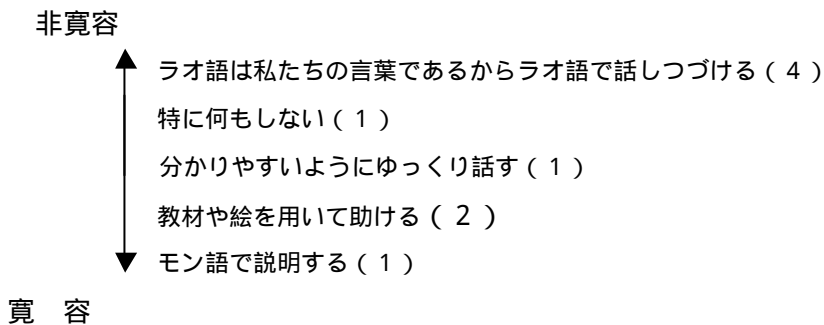 非寛容
ラオ語は私たちの言葉であるからラオ語で話しつづける（４）
特に何もしない（１）
分かりやすいようにゆっくり話す（１）
教材や絵を用いて助ける（２）
モン語で説明する（１）
寛　容